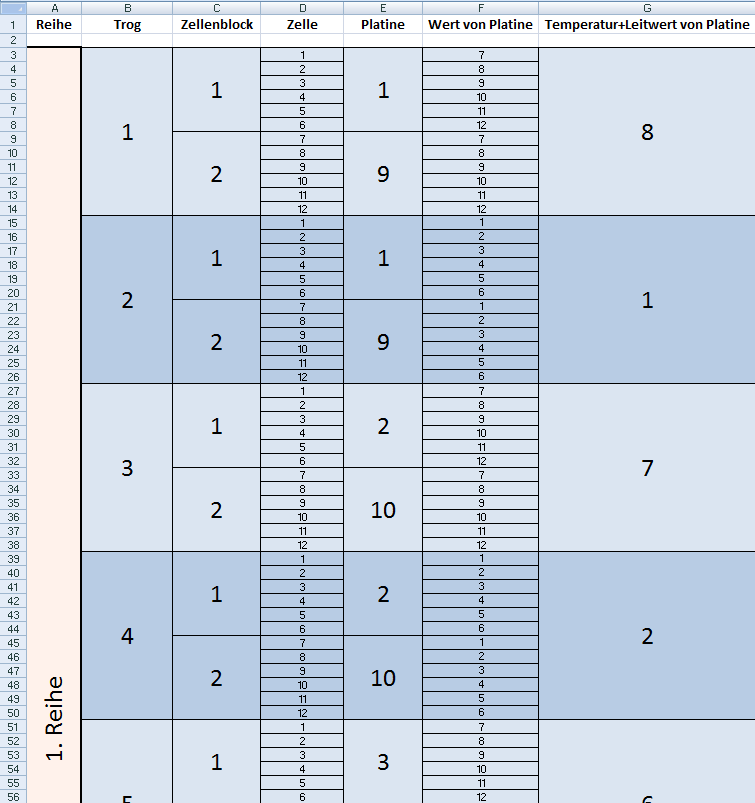 A B C D E F G
1 Reihe Trog Zellenblock Zelle Platine Wert von Platine Temperatur+Leitwert von Platine
2
3 1 1 1 1 7 8
4 2 8
5 3 9
6 4 10
7 5 11
8 6 12
9 2 7 9 7
10 8 8
11 9 9
12 10 10
13 11 11
14 12 12
15 2 1 1 1 1 1
16 2 2
17 3 3
18 4 4
19 5 5
20 6 6
21 2 7 9 1
22 8 2
23 9 3
24 10 4
25 11 5
26 12 6
27 3 1 1 2 7 7
28 2 8
29 3 9
30 4 10
31 5 11
32 6 12
33 2 7 10 7
34 8 8
35 9 9
36 10 10
37 11 11
38 12 12
39 4 1 1 2 1 2
40 2 2
41 3 3
42 4 4
43 5 5
44 6 6
45 2 7 10 1
46 8 2
47 9 3
48 10 4
49 11 5
50 12 6
1. Reihe
51 1 1 3 7
52 2 8
53 3 9
54 4 10
55 5 11
56 6 12